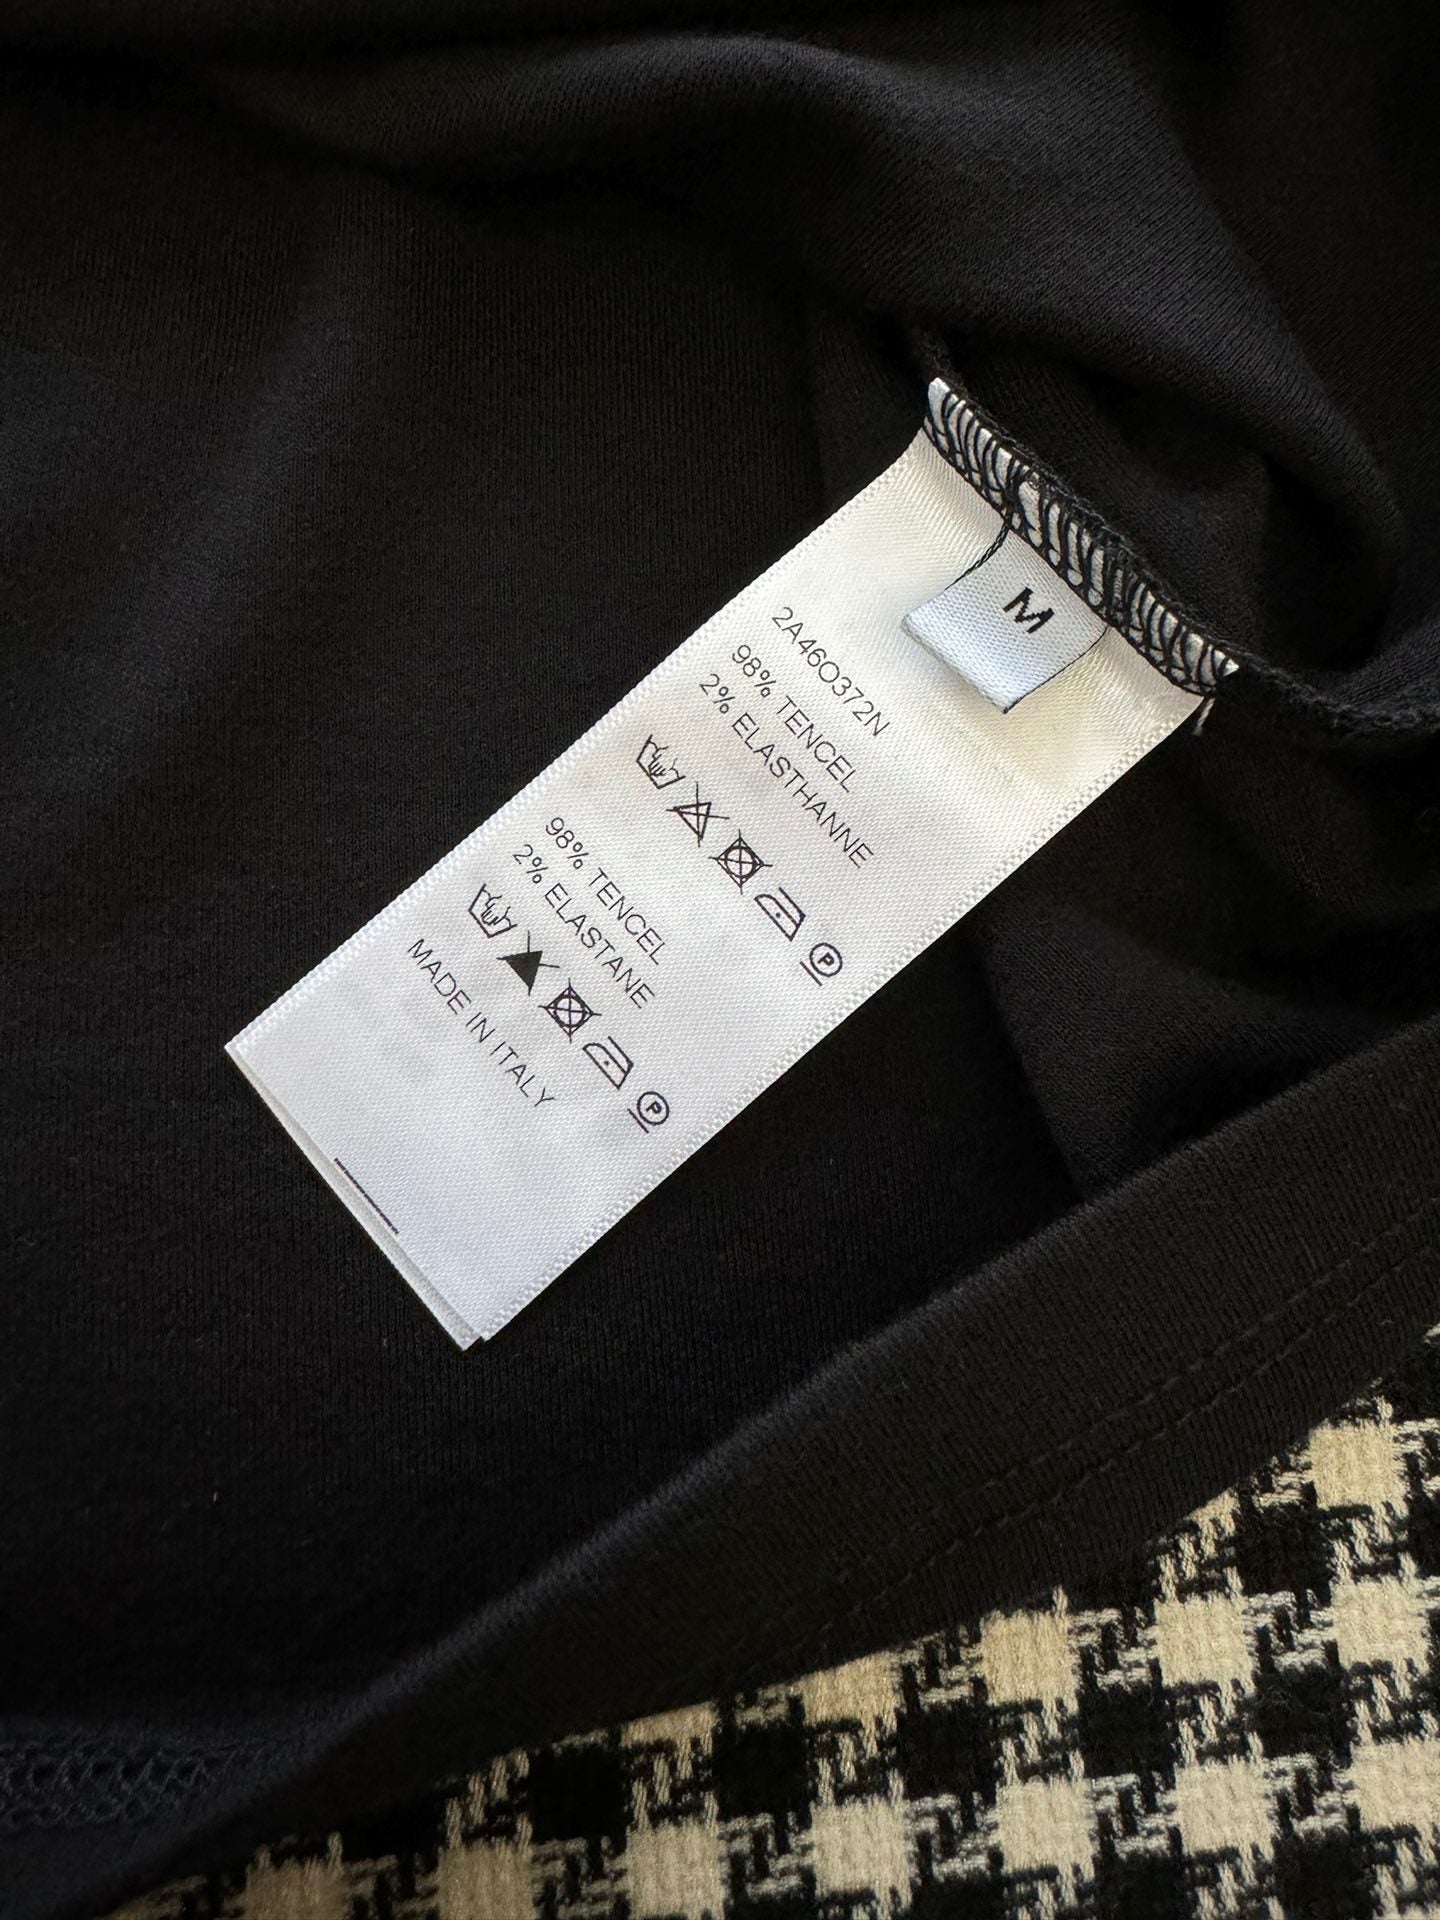 M
2A46O372N
98% TENCEL
2% ELASTHANNE
P
98% TENCEL
2% ELASTANE
P
MADE IN ITALY